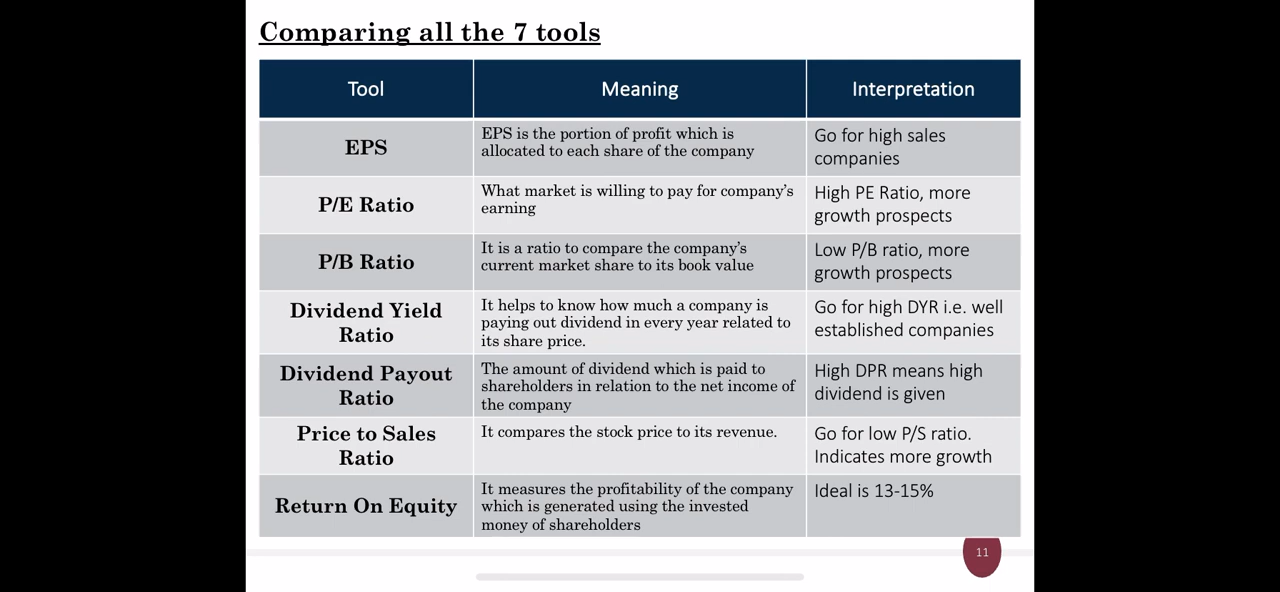 Comparing all the 7 tools
Tool
Meaning
Interpretation
EPS
EPS is the portion of profit which is
allocated to each share of the company
Go for high sales
companies
P/E Ratio
What market is willing to pay for company's
earning
High PE Ratio, more
growth prospects
P/B Ratio
It is a ratio to compare the company's
current market share to its book value
Low P/B ratio, more
growth prospects
Dividend Yield
Ratio
It helps to know how much a company is
paying out dividend in every year related to
its share price.
Go for high DYR i.e. well
established companies
Dividend Payout
Ratio
The amount of dividend which is paid to
shareholders in relation to the net income of
the company
High DPR means high
dividend is given
Price to Sales
Ratio
It compares the stock price to its revenue.
Go for low P/S ratio.
Indicates more growth
Return On Equity
It measures the profitability of the company
which is generated using the invested
money of shareholders
Ideal is 13-15%
11